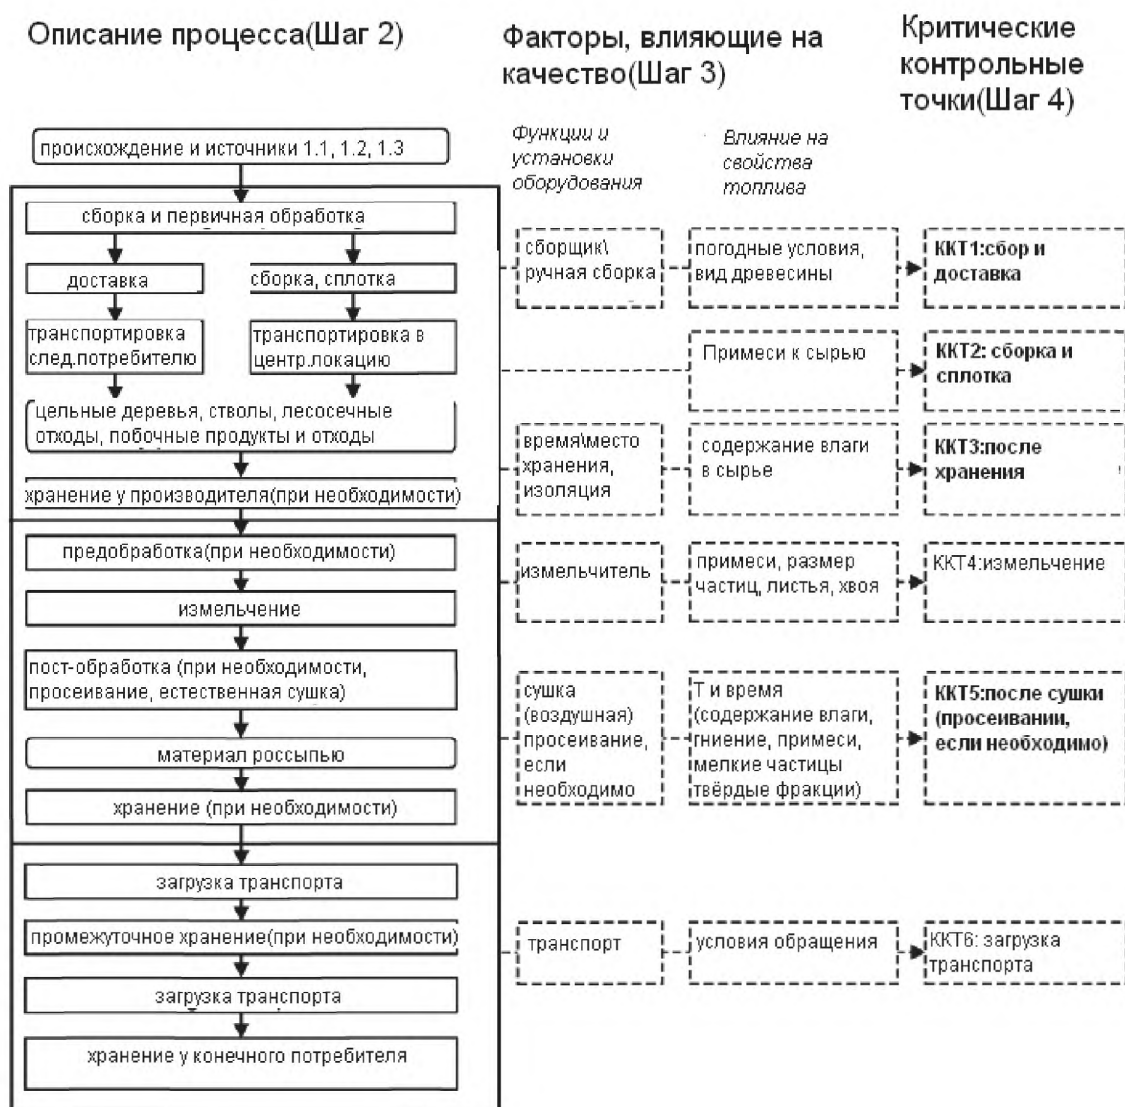 Описание процесса(Шаг 2)
Факторы, влияющие на
качество(Шаг 3)
Критические
контрольные
точки(Шаг 4)
Функции и
установки
оборудования
Влияние на
свойства
топлива
происхождение и источники 1.1, 1.2, 1.3
сборка и первичная обработка
доставка
сборка, сплотка
транспортировка
след.потребителю
транспортировка в
центр.локацию
цельные деревья, стволы, лесосечные
отходы, побочные продукты и отходы
хранение у производителя(при необходимости)
сборщик\
ручная сборка
погодные условия,
вид древесины
ККТ1:сбор и
доставка
Примеси к сырью
ККТ2: сборка и
сплотка
время\место
хранения,
изоляция
содержание влаги
в сырье
ККТ3:после
хранения
предобработка(при необходимости)
измельчение
пост-обработка (при необходимости,
просеивание, естественная сушка)
материал россыпью
хранение (при необходимости)
измельчитель
примеси, размер
частиц, листья, хвоя
ККТ4:измельчение
сушка
(воздушная)
просеивание,
если
необходимо
Т и время
(содержание влаги,
гниение, примеси,
мелкие частицы
твёрдые фракции)
ККТ5:после сушки
(просеивании,
если необходимо)
загрузка транспорта
промежуточное хранение(при необходимости)
загрузка транспорта
хранение у конечного потребителя
транспорт
условия обращения
ККТ6: загрузка
транспорта